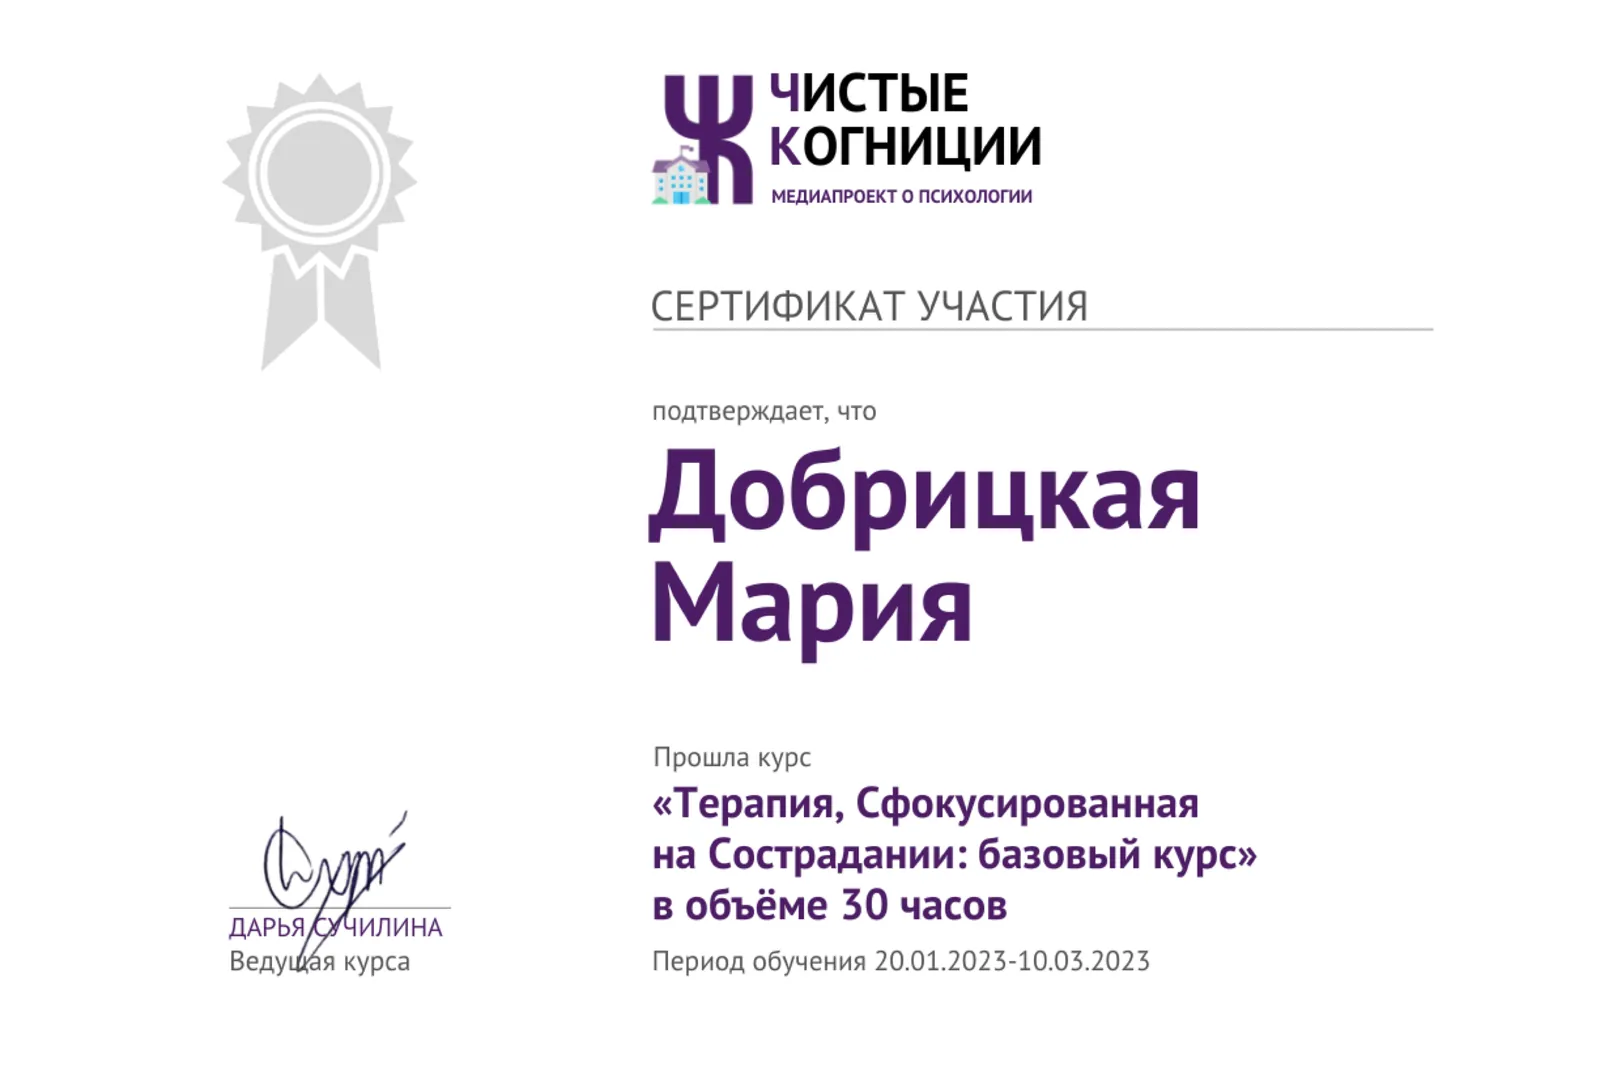 ЧИСТЫЕ
КОГНИЦИИ
МЕДИАПРОЕКТ О ПСИХОЛОГИИ
СЕРТИФИКАТ УЧАСТИЯ
подтверждает, что
Добрицкая
Мария
Прошла курс
«Терапия, Сфокусированная
на Сострадании: базовый курс»
в объёме 30 часов
Период обучения 20.01.2023-10.03.2023
ДАРЬЯ СУЧИЛИНА
Ведущая курса